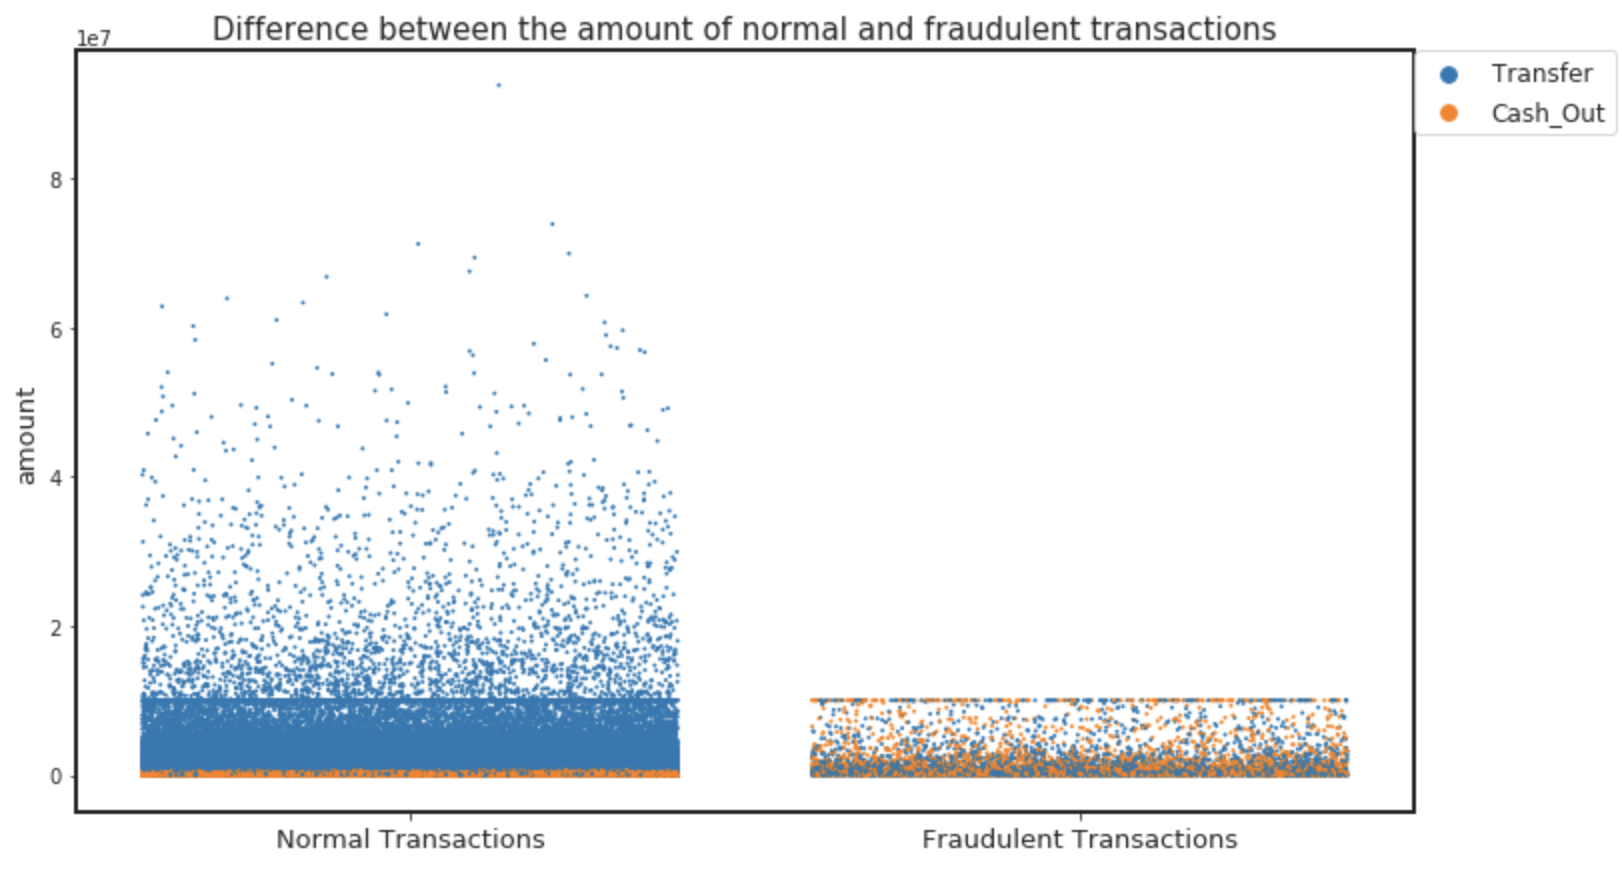 Difference between the amount of normal and fraudulent transactions
1e7
Transfer
Cash_Out
8
6
4
2
0
amount
Normal Transactions
Fraudulent Transactions